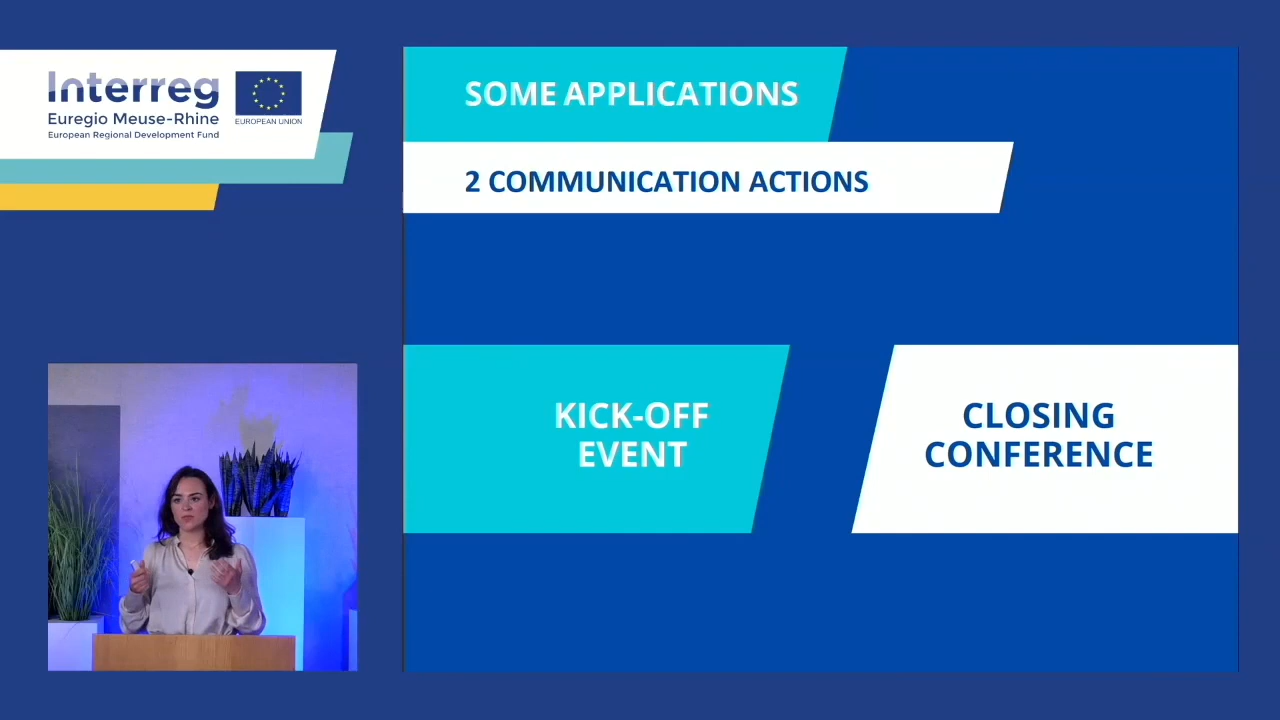 Interreg
Euregio Meuse-Rhine
European Regional Development Fund
EUROPEAN UNION
SOME APPLICATIONS
2 COMMUNICATION ACTIONS
KICK-OFF
EVENT
CLOSING
CONFERENCE